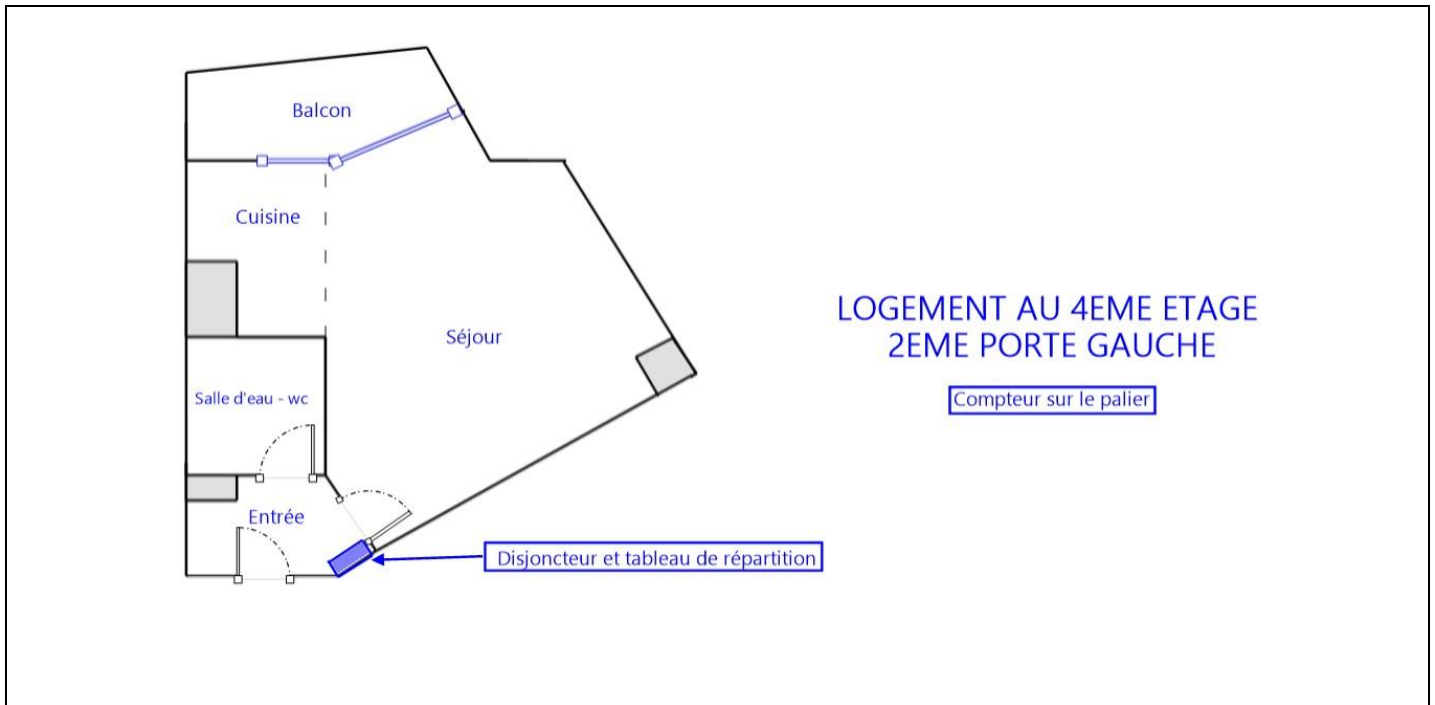 Balcon
Cuisine
Séjour
Salle d'eau - wc
Entrée
LOGEMENT AU 4EME ETAGE
2EME PORTE GAUCHE
Compteur sur le palier
Disjoncteur et tableau de répartition